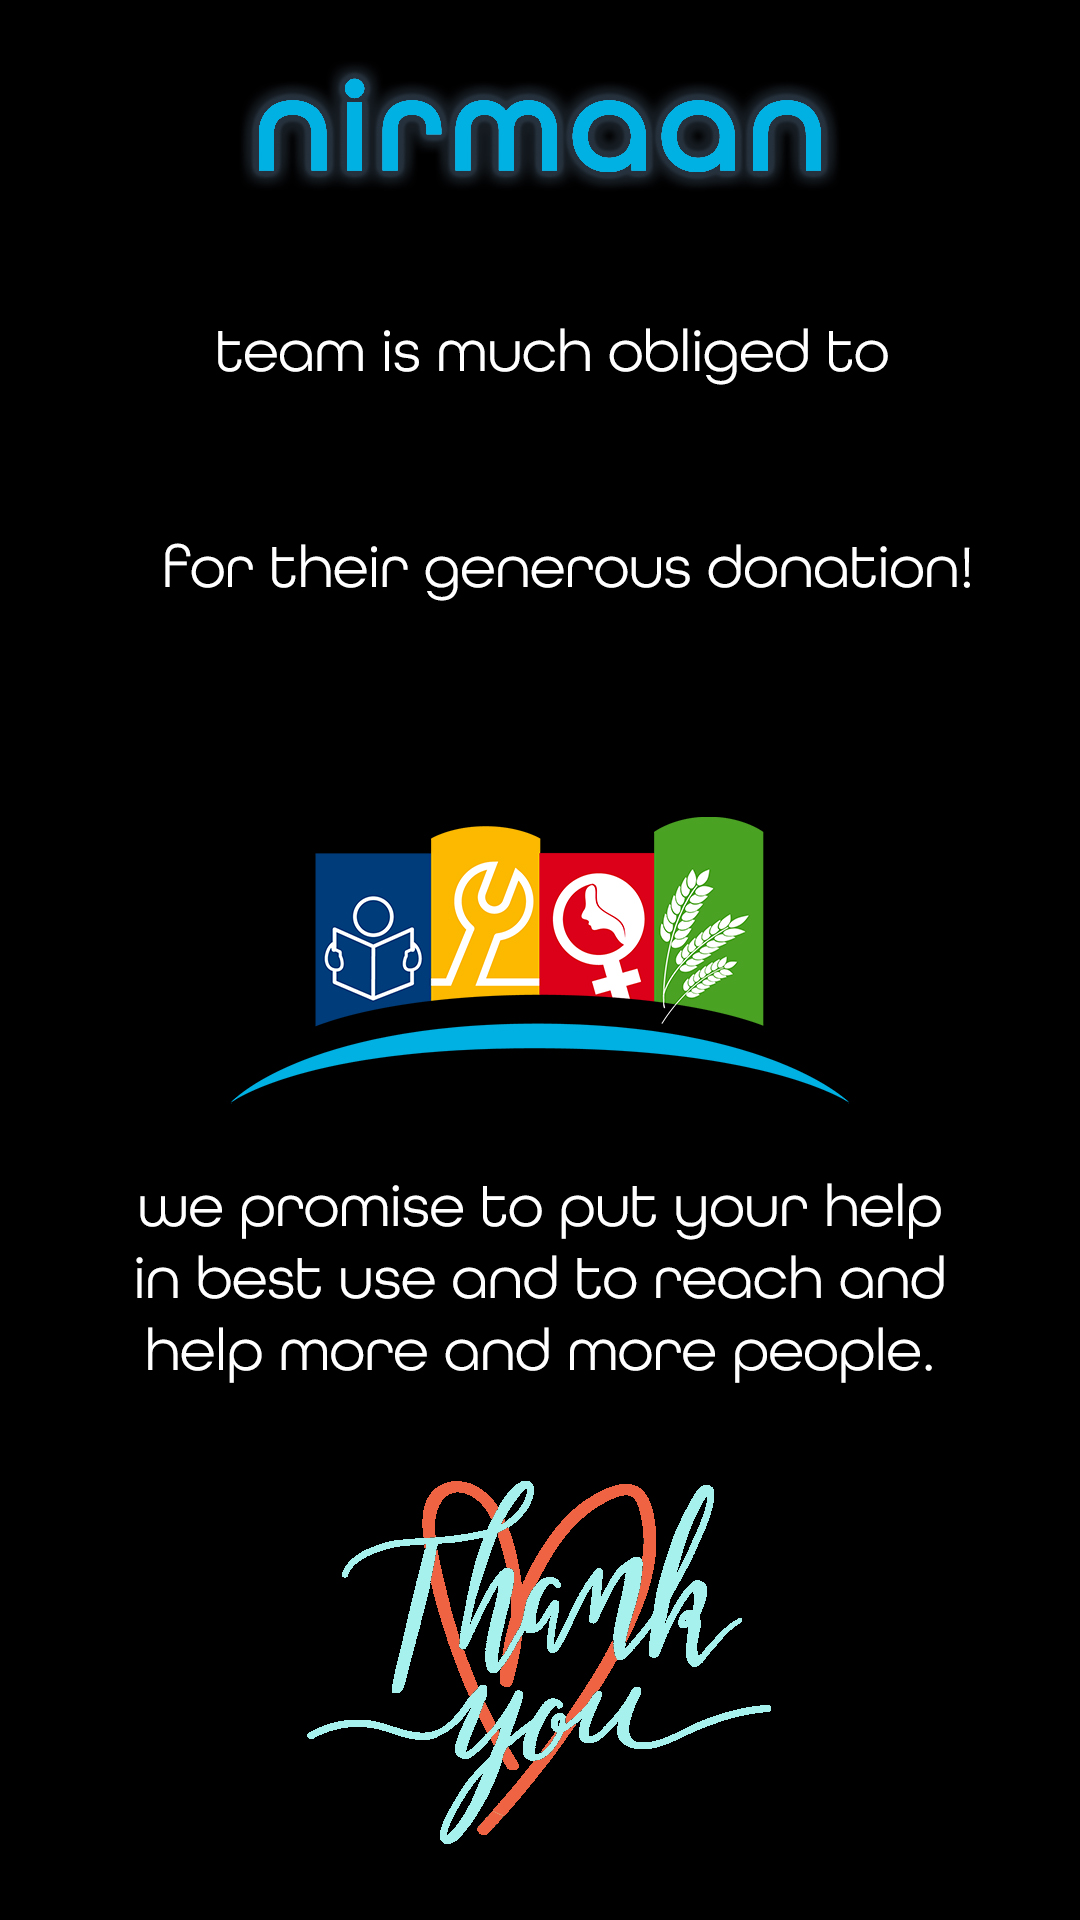 nirmaan
team is much obliged to
for their generous donation!
we promise to put your help
in best use and to reach and
help more and more people.
Thank
you